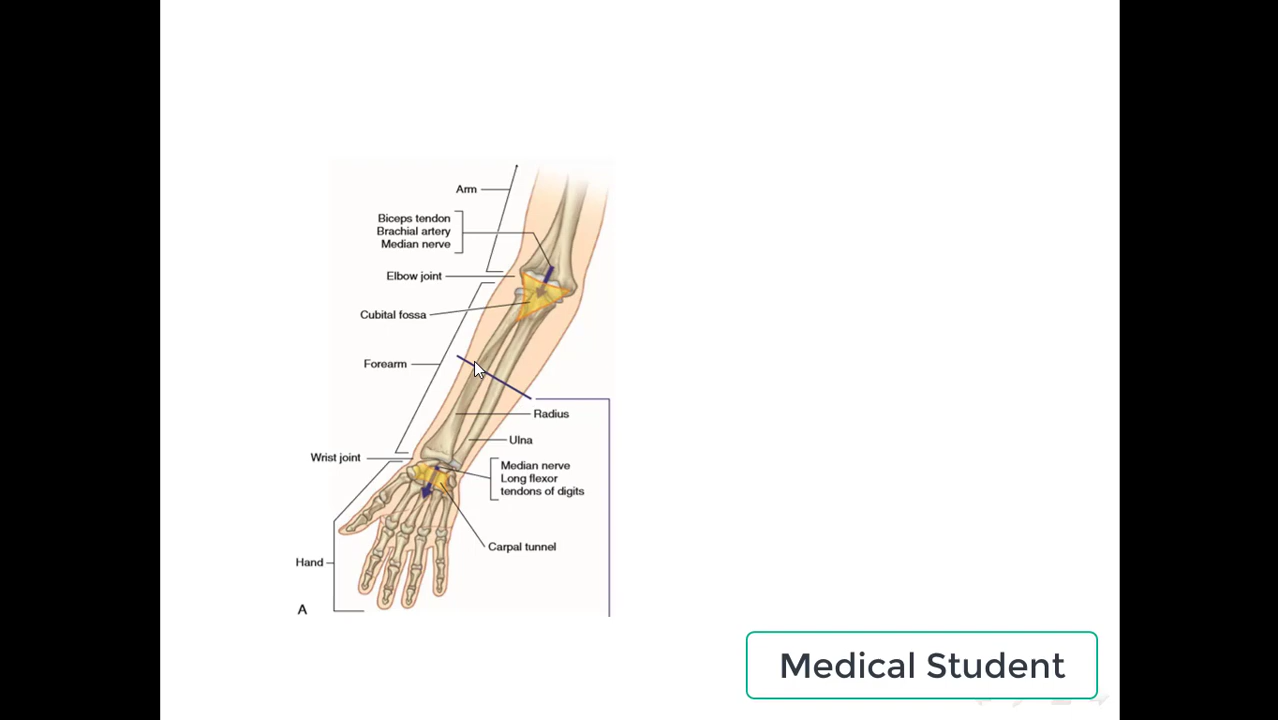 Arm
Biceps tendon
Brachial artery
Median nerve
Elbow joint
Cubital fossa
Forearm
Radius
Ulna
Wrist joint
Median nerve
Long flexor
tendons of digits
Carpal tunnel
Hand
A
Medical Student